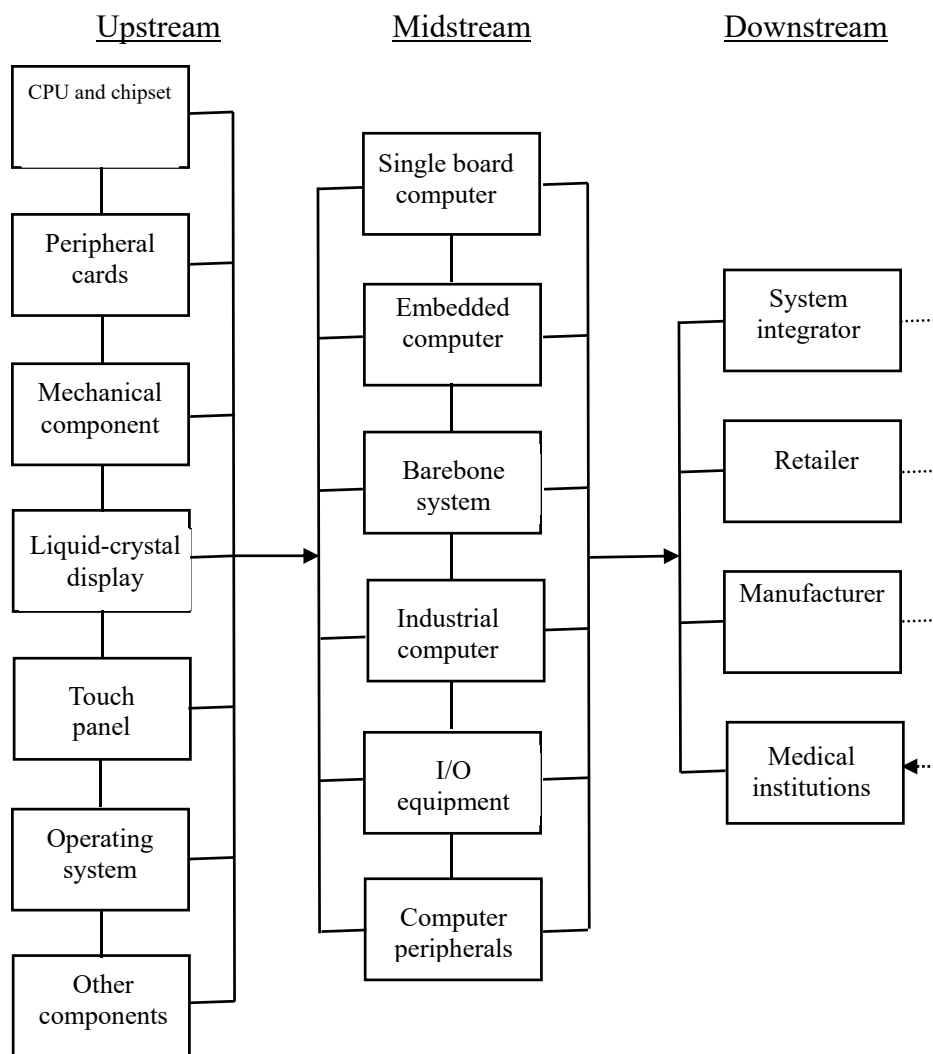 Upstream
Midstream
Downstream
CPU and chipset
Peripheral
cards
Mechanical
component
Liquid-crystal
display
Touch
panel
Operating
system
Other
components
Single board
computer
Embedded
computer
Barebone
system
Industrial
computer
I/O
equipment
Computer
peripherals
System
integrator
Retailer
Manufacturer
Medical
institutions